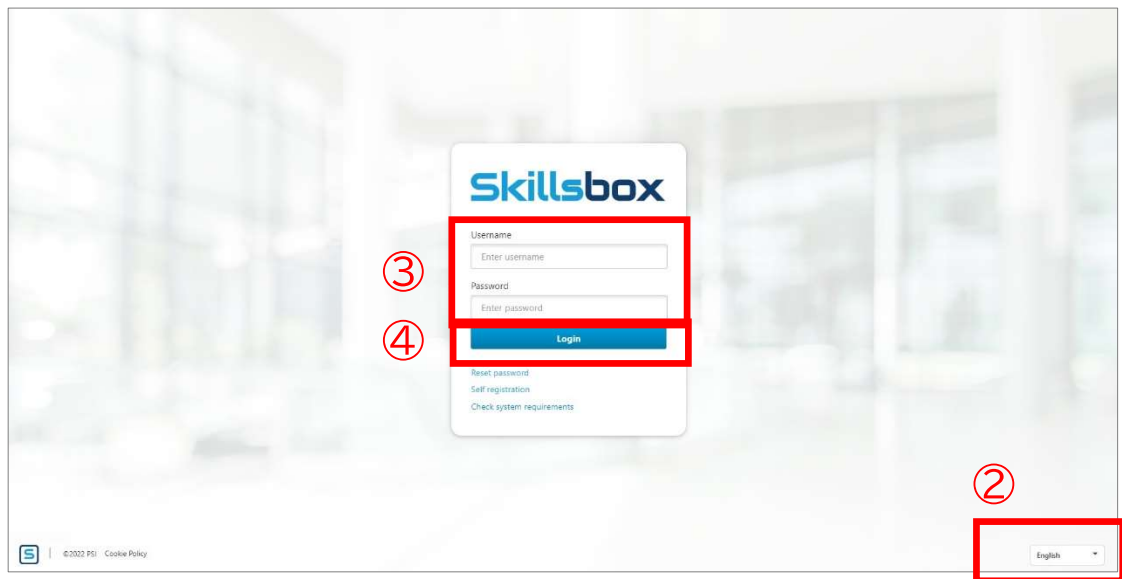 Skillsbox
Username
Enter username
③
Password
Enter password
④
Login
Reset password
Self registration
Check system requirements
②
S
©2022 PSI Cookie Policy
English